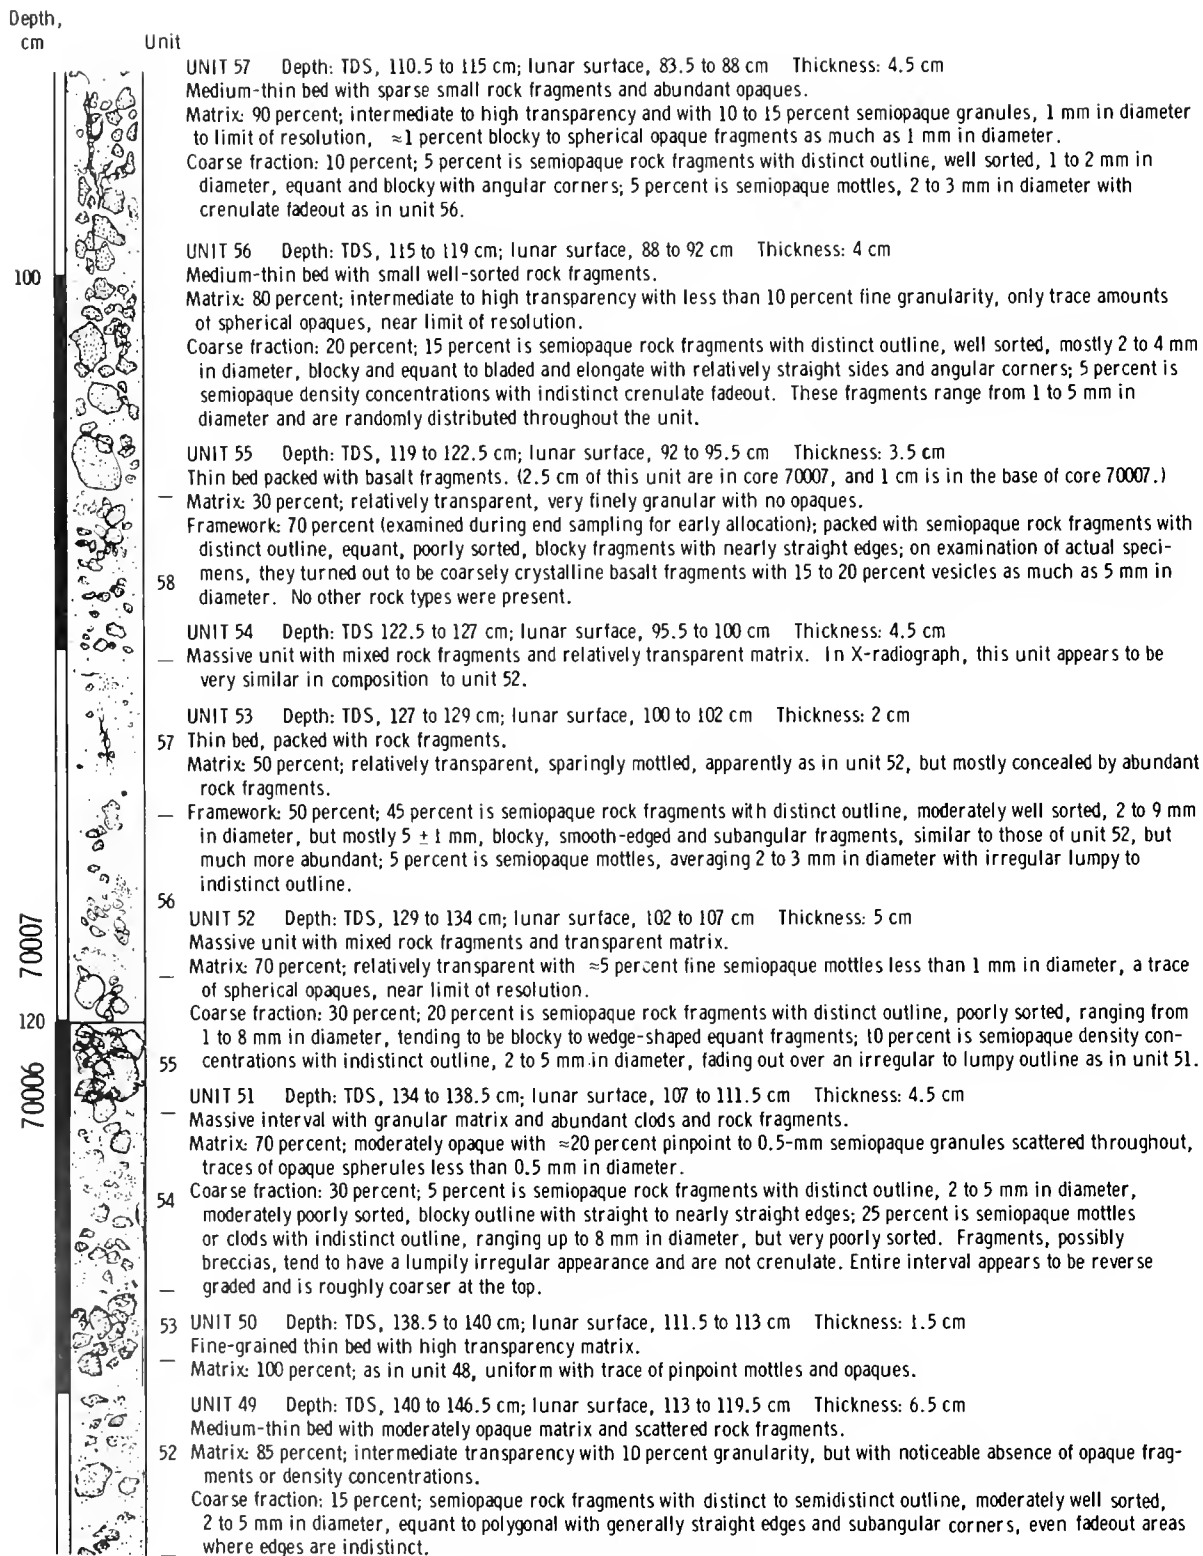 Depth,
cm
Unit
UNIT 57 Depth: TDS, 110.5 to 115 cm; lunar surface, 83.5 to 88 cm Thickness: 4.5 cm
Medium-thin bed with sparse small rock fragments and abundant opaques.
Matrix: 90 percent; intermediate to high transparency and with 10 to 15 percent semiopaque granules, 1 mm in diameter
to limit of resolution, ≈1 percent blocky to spherical opaque fragments as much as 1 mm in diameter.
Coarse fraction: 10 percent; 5 percent is semiopaque rock fragments with distinct outline, well sorted, 1 to 2 mm in
diameter, equant and blocky with angular corners; 5 percent is semiopaque mottles, 2 to 3 mm in diameter with
crenulate fadeout as in unit 56.
UNIT 56 Depth: TDS, 115 to 119 cm; lunar surface, 88 to 92 cm Thickness: 4 cm
100
Medium-thin bed with small well-sorted rock fragments.
Matrix: 80 percent; intermediate to high transparency with less than 10 percent fine granularity, only trace amounts
of spherical opaques, near limit of resolution.
Coarse fraction: 20 percent; 15 percent is semiopaque rock fragments with distinct outline, well sorted, mostly 2 to 4 mm
in diameter, blocky and equant to bladed and elongate with relatively straight sides and angular corners; 5 percent is
semiopaque density concentrations with indistinct crenulate fadeout. These fragments range from 1 to 5 mm in
diameter and are randomly distributed throughout the unit.
UNIT 55 Depth: TDS, 119 to 122.5 cm; lunar surface, 92 to 95.5 cm Thickness: 3.5 cm
Thin bed packed with basalt fragments. (2.5 cm of this unit are in core 70007, and 1 cm is in the base of core 70007.)
Matrix: 30 percent; relatively transparent, very finely granular with no opaques.
Framework: 70 percent (examined during end sampling for early allocation); packed with semiopaque rock fragments with
distinct outline, equant, poorly sorted, blocky fragments with nearly straight edges; on examination of actual speci-
58 mens, they turned out to be coarsely crystalline basalt fragments with 15 to 20 percent vesicles as much as 5 mm in
diameter. No other rock types were present.
UNIT 54 Depth: TDS 122.5 to 127 cm; lunar surface, 95.5 to 100 cm Thickness: 4.5 cm
Massive unit with mixed rock fragments and relatively transparent matrix. In X-radiograph, this unit appears to be
very similar in composition to unit 52.
UNIT 53 Depth: TDS, 127 to 129 cm; lunar surface, 100 to 102 cm Thickness: 2 cm
57 Thin bed, packed with rock fragments.
Matrix: 50 percent; relatively transparent, sparingly mottled, apparently as in unit 52, but mostly concealed by abundant
rock fragments.
Framework: 50 percent; 45 percent is semiopaque rock fragments with distinct outline, moderately well sorted, 2 to 9 mm
in diameter, but mostly 5 ± 1 mm, blocky, smooth-edged and subangular fragments, similar to those of unit 52, but
much more abundant; 5 percent is semiopaque mottles, averaging 2 to 3 mm in diameter with irregular lumpy to
indistinct outline.
56
UNIT 52 Depth: TDS, 129 to 134 cm; lunar surface, 102 to 107 cm Thickness: 5 cm
70007
Massive unit with mixed rock fragments and transparent matrix.
Matrix: 70 percent; relatively transparent with ≈5 percent fine semiopaque mottles less than 1 mm in diameter, a trace
of spherical opaques, near limit of resolution.
120
Coarse fraction: 30 percent; 20 percent is semiopaque rock fragments with distinct outline, poorly sorted, ranging from
1 to 8 mm in diameter, tending to be blocky to wedge-shaped equant fragments; 10 percent is semiopaque density con-
55 centrations with indistinct outline, 2 to 5 mm in diameter, fading out over an irregular to lumpy outline as in unit 51.
70006
UNIT 51 Depth: TDS, 134 to 138.5 cm; lunar surface, 107 to 111.5 cm Thickness: 4.5 cm
Massive interval with granular matrix and abundant clods and rock fragments.
Matrix: 70 percent; moderately opaque with ≈20 percent pinpoint to 0.5-mm semiopaque granules scattered throughout,
traces of opaque spherules less than 0.5 mm in diameter.
54 Coarse fraction: 30 percent; 5 percent is semiopaque rock fragments with distinct outline, 2 to 5 mm in diameter,
moderately poorly sorted, blocky outline with straight to nearly straight edges; 25 percent is semiopaque mottles
or clods with indistinct outline, ranging up to 8 mm in diameter, but very poorly sorted. Fragments, possibly
breccias, tend to have a lumpily irregular appearance and are not crenulate. Entire interval appears to be reverse
graded and is roughly coarser at the top.
53 UNIT 50 Depth: TDS, 138.5 to 140 cm; lunar surface, 111.5 to 113 cm Thickness: 1.5 cm
Fine-grained thin bed with high transparency matrix.
Matrix: 100 percent; as in unit 48, uniform with trace of pinpoint mottles and opaques.
UNIT 49 Depth: TDS, 140 to 146.5 cm; lunar surface, 113 to 119.5 cm Thickness: 6.5 cm
Medium-thin bed with moderately opaque matrix and scattered rock fragments.
52 Matrix: 85 percent; intermediate transparency with 10 percent granularity, but with noticeable absence of opaque frag-
ments or density concentrations.
Coarse fraction: 15 percent; semiopaque rock fragments with distinct to semidistinct outline, moderately well sorted,
2 to 5 mm in diameter, equant to polygonal with generally straight edges and subangular corners, even fadeout areas
where edges are indistinct.